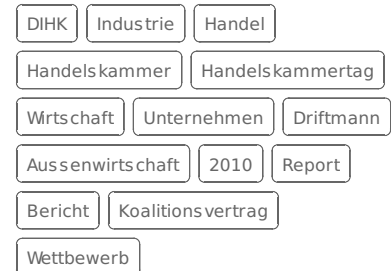 DIHK Industrie Handel
Handelskammer Handelskammertag
Wirtschaft Unternehmen Driftmann
Aussenwirtschaft 2010 Report
Bericht Koalitionsvertrag
Wettbewerb